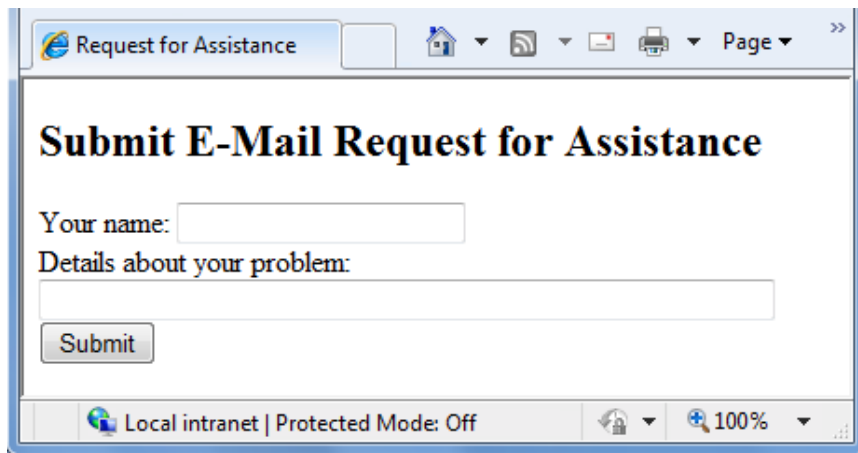 Request for Assistance Page »
Submit E-Mail Request for Assistance
Your name:
Details about your problem:
Submit
Local intranet | Protected Mode: Off 100%